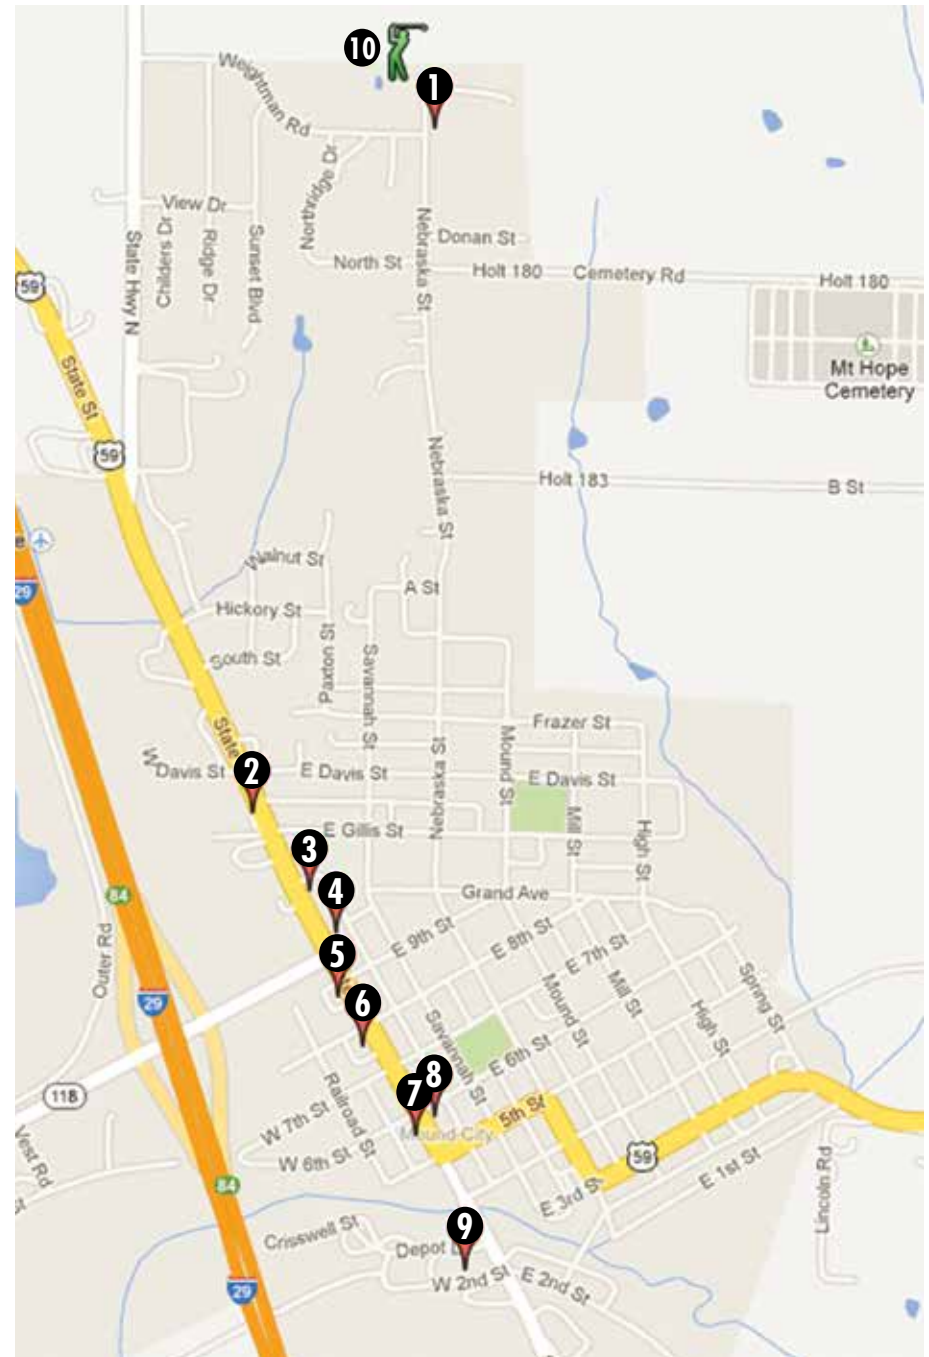 10
1
Weightman Rd
Northridge Dr
View Dr
Childers Dr
Ridge Dr
Sunset Blvd
State Hwy N
Nebraska St
Donan St
North St
Holt 180
Cemetery Rd
Holt 180
59
State St
Mt Hope
Cemetery
59
Nebraska St
Holt 183
B St
e
29
Walnut St
A St
Hickory St
South St
Paxton St
Savannah St
State
Frazer St
Mound St
Nebraska St
W Davis St
2
E Davis St
E Davis St
E Gillis St
Mill St
High St
3
4
Grand Ave
84
Outer Rd
E 9th St
E 8th St
E 7th St
5
29
6
Mound St
Mill St
High St
Spring St
Savannah St
E 6th St
118
Railroad St
8
7
5th St
W 7th St
Mound City
W 6th St
59
E 1st St
84
E 3rd S
Lincoln Rd
9
Crisswell St
Depot
W 2nd St
E 2nd St
29